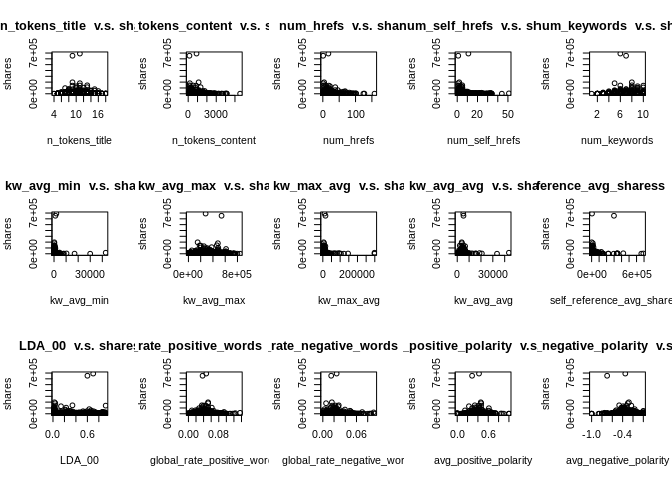 n_tokens_title v.s. sh
tokens_content v.s. s
num_hrefs v.s. sha
num_self_hrefs v.s. sh
um_keywords v.s. sh
shares
7e+05
0e+00
4 10 16
n_tokens_title
shares
7e+05
0e+00
0 3000
n_tokens_content
shares
7e+05
0e+00
0 100
num_hrefs
shares
7e+05
0e+00
0 20 50
num_self_hrefs
shares
7e+05
0e+00
2 6 10
num_keywords
kw_avg_min v.s. sha
kw_avg_max v.s. sha
kw_max_avg v.s. sha
kw_avg_avg v.s. sha
ference_avg_sharess
shares
7e+05
0e+00
0 30000
kw_avg_min
shares
7e+05
0e+00
0e+00 8e+05
kw_avg_max
shares
7e+05
0e+00
0 200000
kw_max_avg
shares
7e+05
0e+00
0 30000
kw_avg_avg
shares
7e+05
0e+00
0e+00 6e+05
self_reference_avg_share
LDA_00 v.s. shares
rate_positive_words
rate_negative_words
_positive_polarity v.s.
_negative_polarity v.s
shares
7e+05
0e+00
0.0 0.6
LDA_00
shares
7e+05
0e+00
0.00 0.08
global_rate_positive_wor
shares
7e+05
0e+00
0.00 0.06
global_rate_negative_wor
shares
7e+05
0e+00
0.0 0.6
avg_positive_polarity
shares
7e+05
0e+00
-1.0 -0.4
avg_negative_polarity